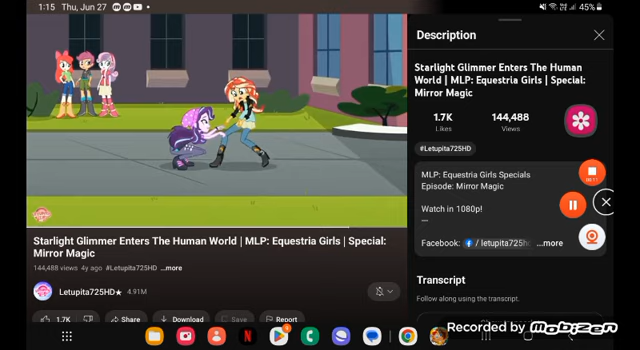 1:15 Thu, Jun 27
45%
Description
Starlight Glimmer Enters The Human
World | MLP: Equestria Girls | Special:
Mirror Magic
1.7K
144,488
Likes
Views
#Letupita725HD
MLP: Equestria Girls Specials
Episode: Mirror Magic
Watch in 1080p!
---
Facebook: / letupita725h ...more
Transcript
Follow along using the transcript.
Starlight Glimmer Enters The Human World | MLP: Equestria Girls | Special:
Mirror Magic
144,488 views 4y ago #Letupita725HD ...more
Letupita725HD★ 4.91M
1.7K
Share
Download
Save
Report
Recorded by mobizen